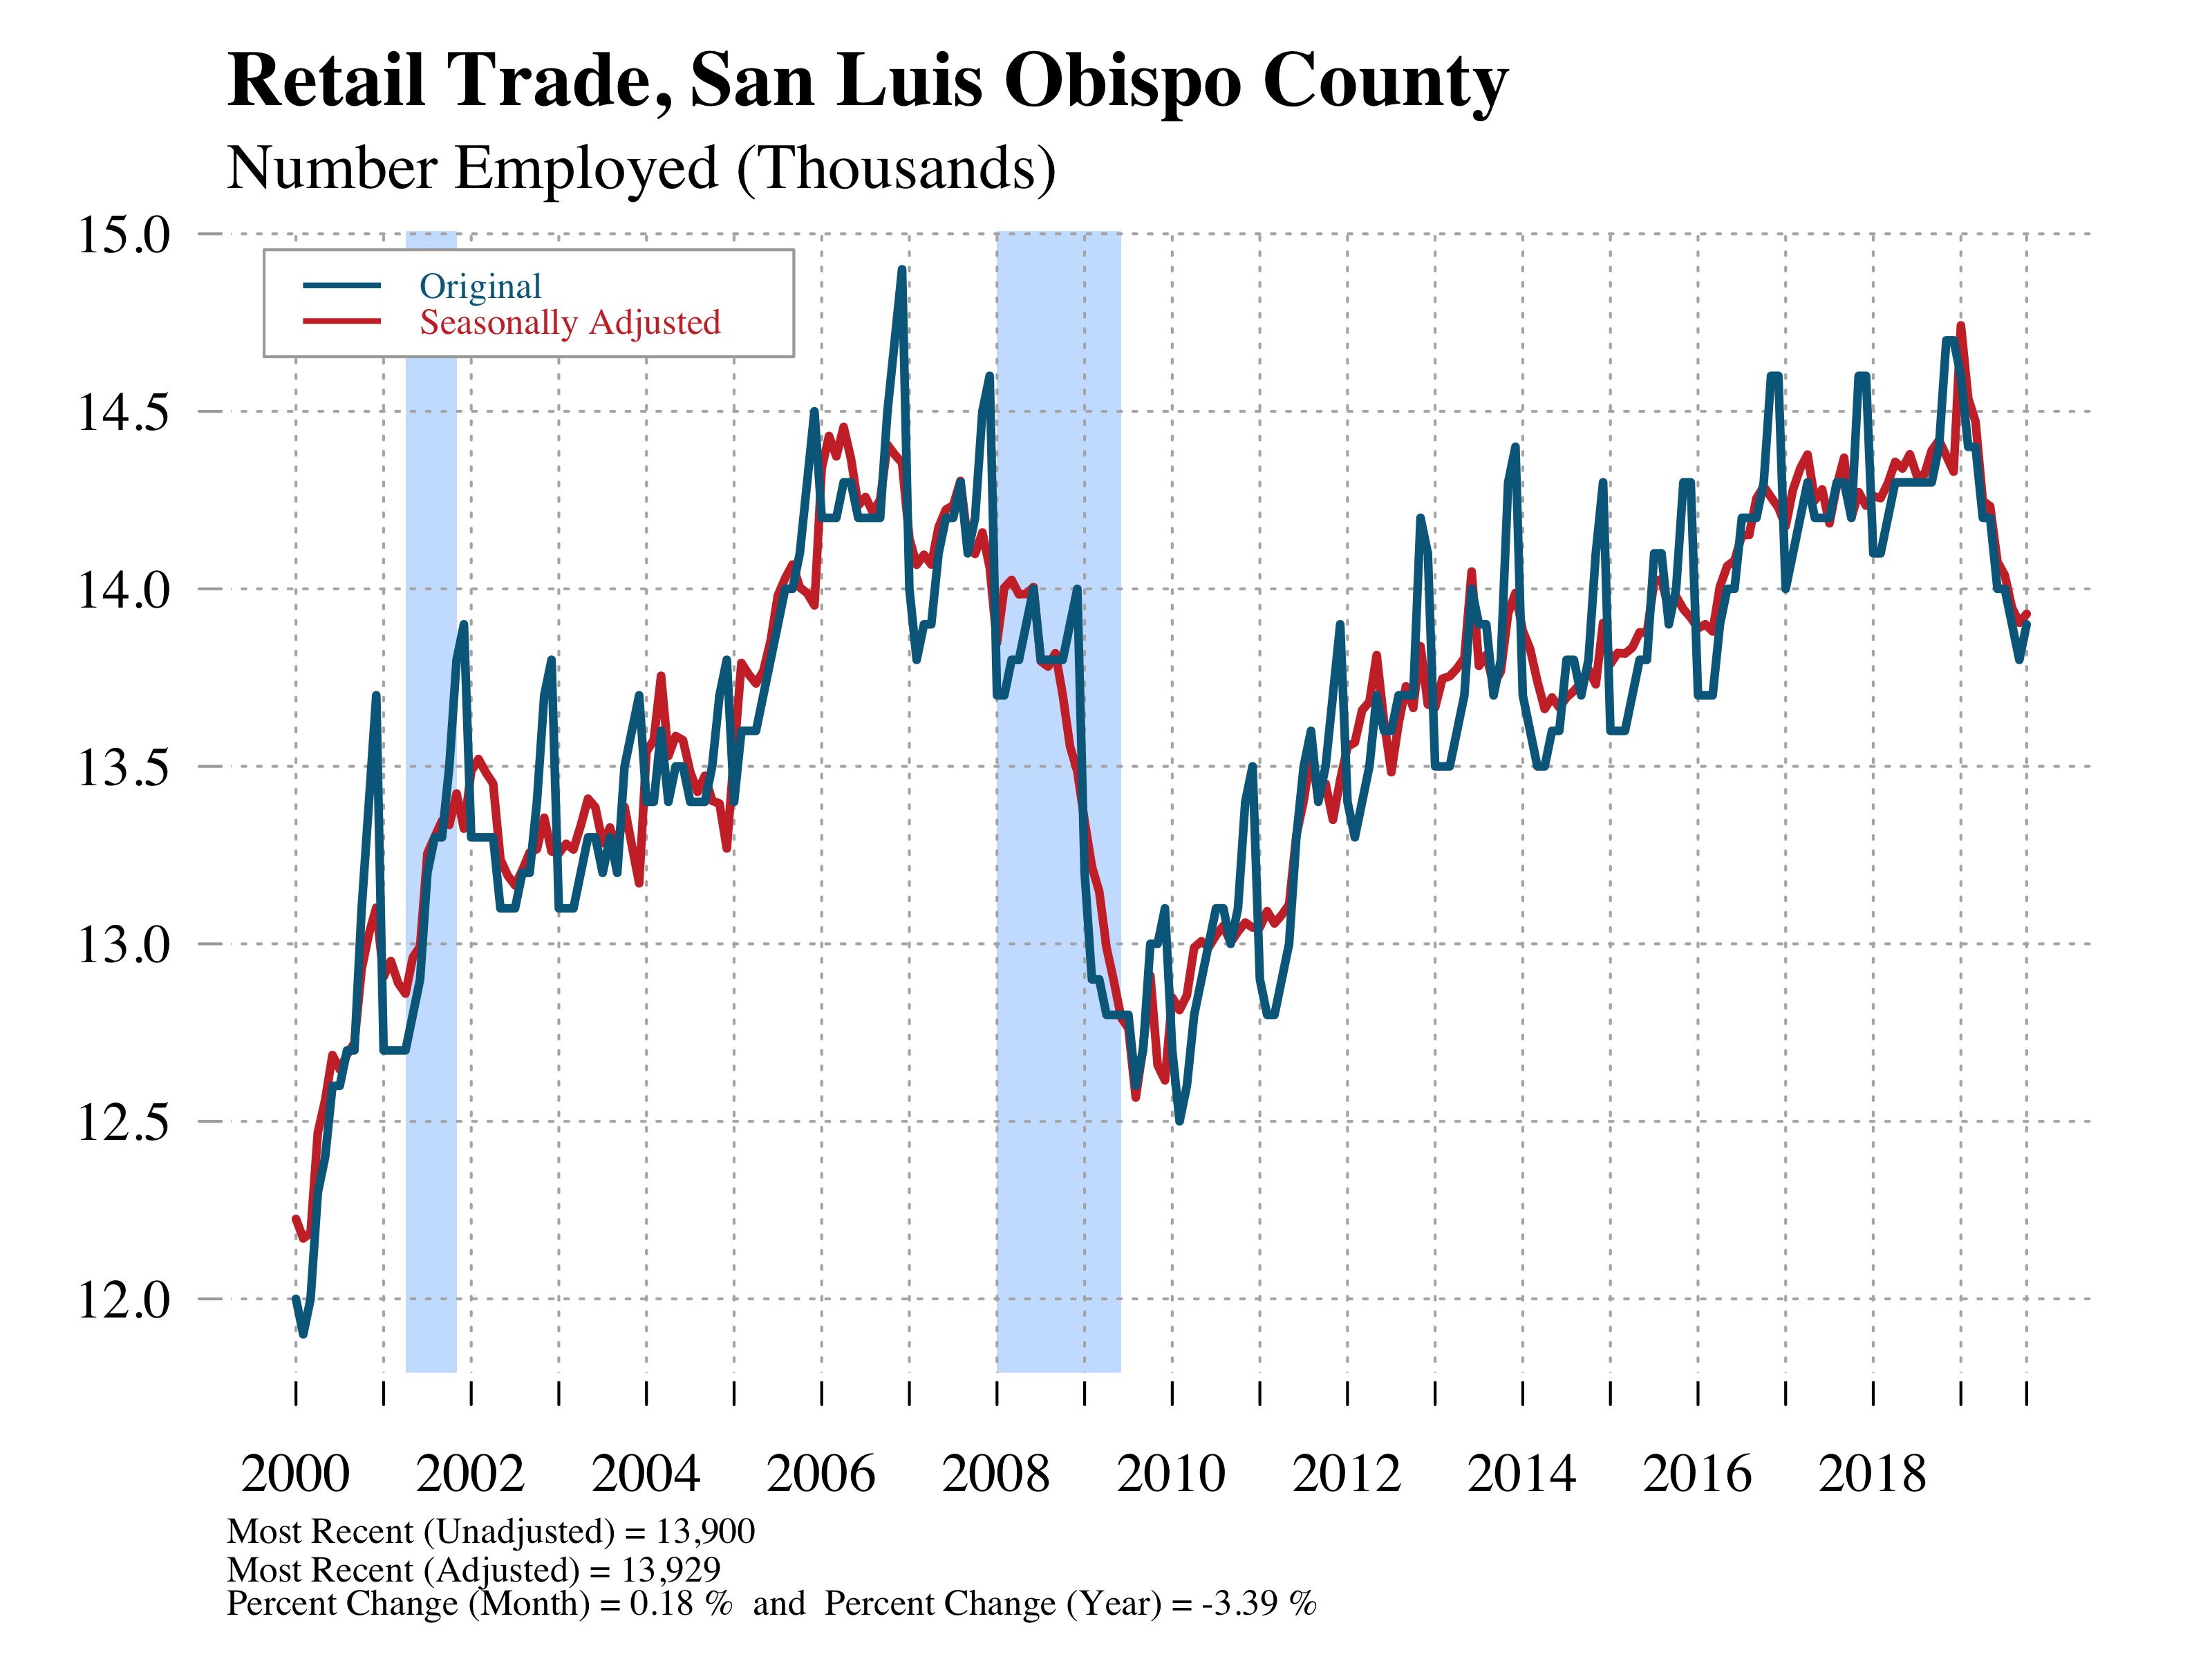 Retail Trade, San Luis Obispo County
Number Employed (Thousands)
15.0
Original
Seasonally Adjusted
14.5
14.0
13.5
13.0
12.5
12.0
2000 2002 2004 2006 2008 2010 2012 2014 2016 2018
Most Recent (Unadjusted) = 13,900
Most Recent (Adjusted) = 13,929
Percent Change (Month) = 0.18 % and Percent Change (Year) = -3.39 %